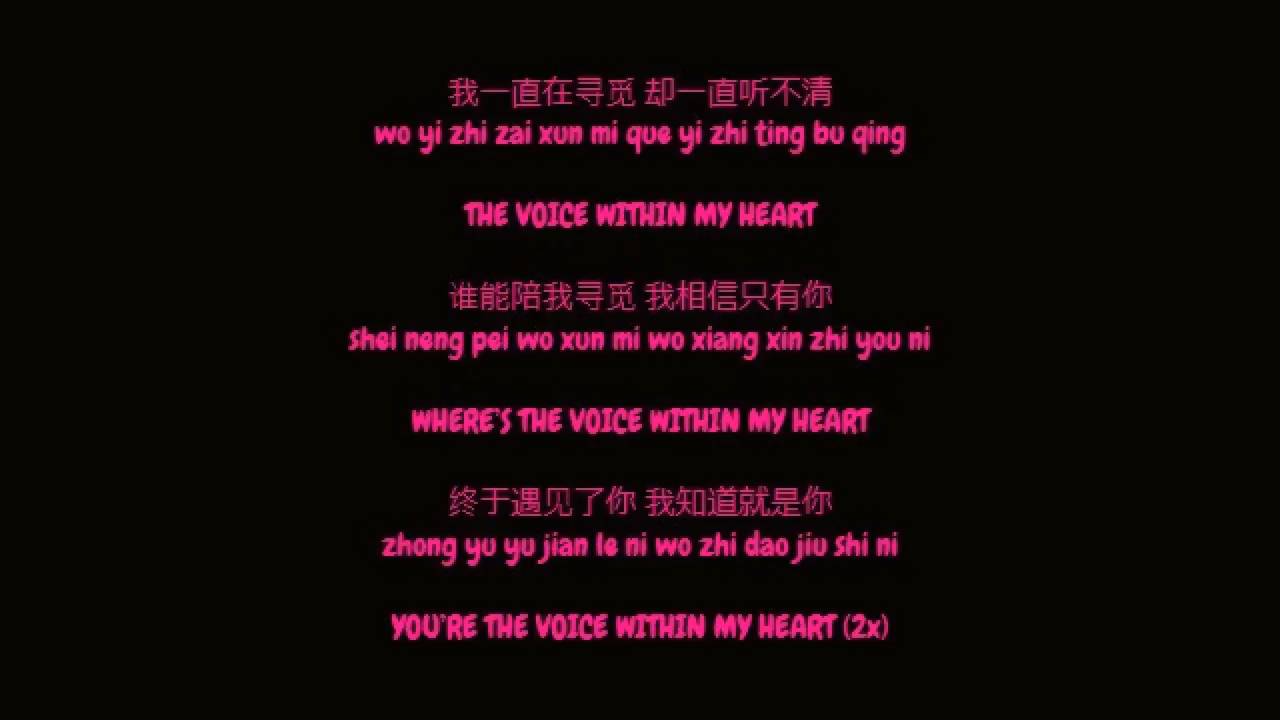 我一直在寻觅 却一直听不清
wo yi zhi zai xun mi que yi zhi ting bu qing
THE VOICE WITHIN MY HEART
谁能陪我寻觅 我相信只有你
shei neng pei wo xun mi wo xiang xin zhi you ni
WHERE'S THE VOICE WITHIN MY HEART
终于遇见了你 我知道就是你
zhong yu yu jian le ni wo zhi dao jiu shi ni
YOU'RE THE VOICE WITHIN MY HEART (2x)